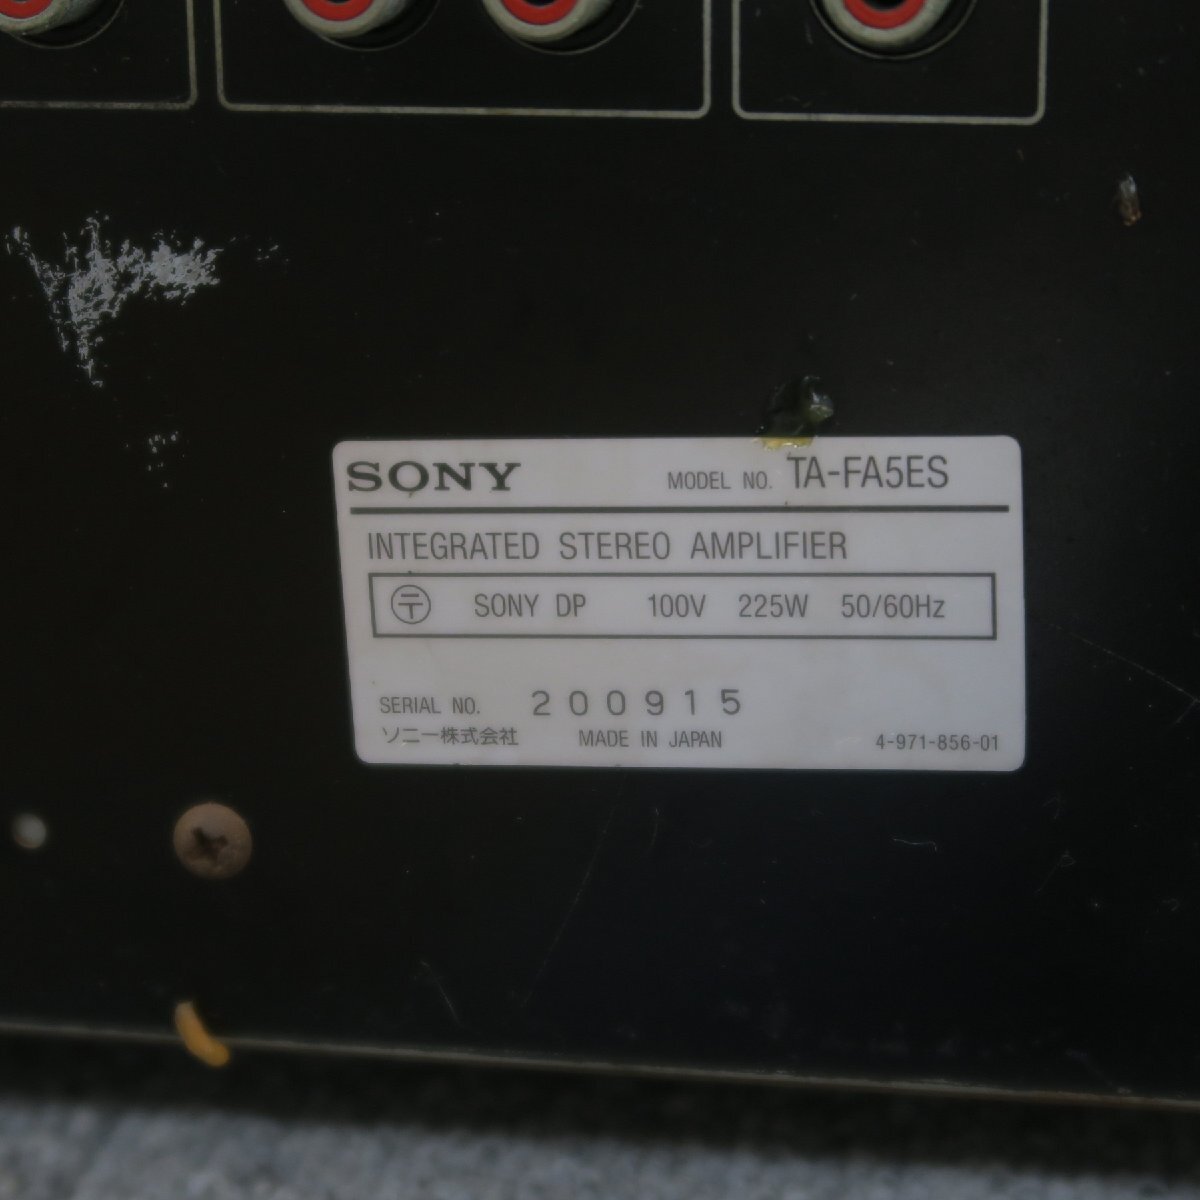 SONY MODEL NO. TA-FA5ES
INTEGRATED STEREO AMPLIFIER
〒 SONY DP 100V 225W 50/60Hz
SERIAL NO. 200915
ソニー株式会社 MADE IN JAPAN 4-971-856-01